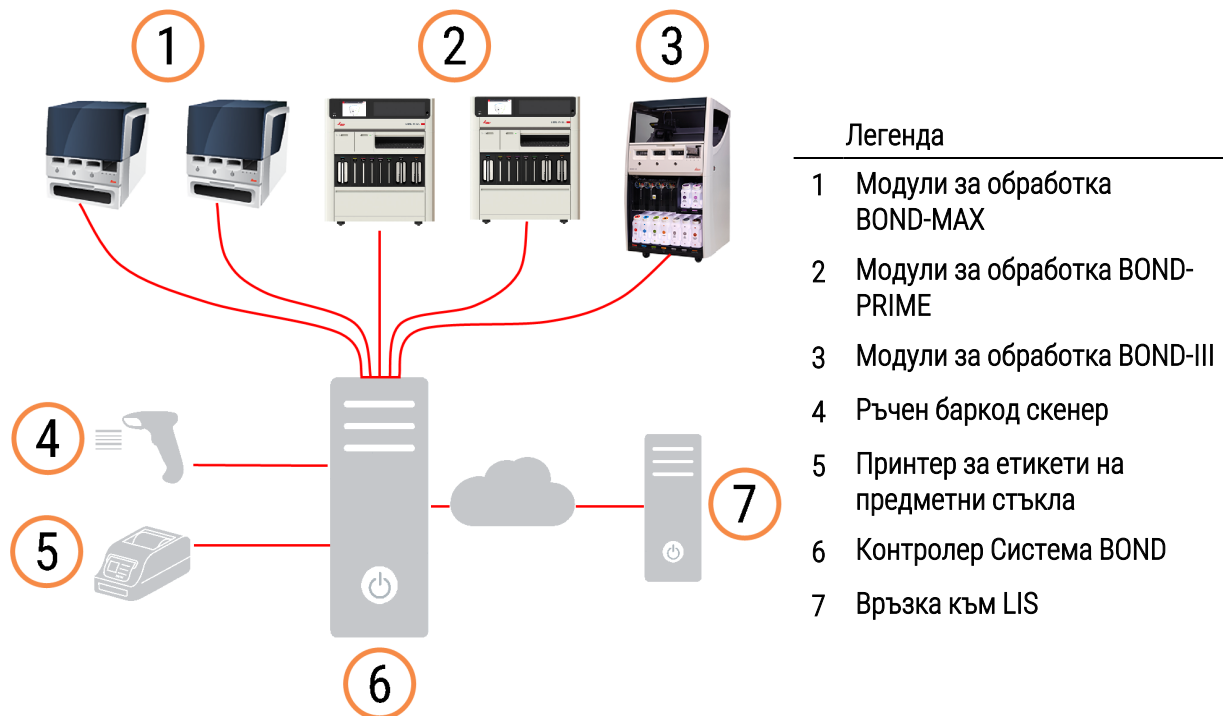 1
2
3
Легенда
1 Модули за обработка
BOND-MAX
2 Модули за обработка BOND-
PRIME
3 Модули за обработка BOND-III
4 Ръчен баркод скенер
5 Принтер за етикети на
предметни стъкла
6 Контролер Система BOND
7 Връзка към LIS
4
5
7
6